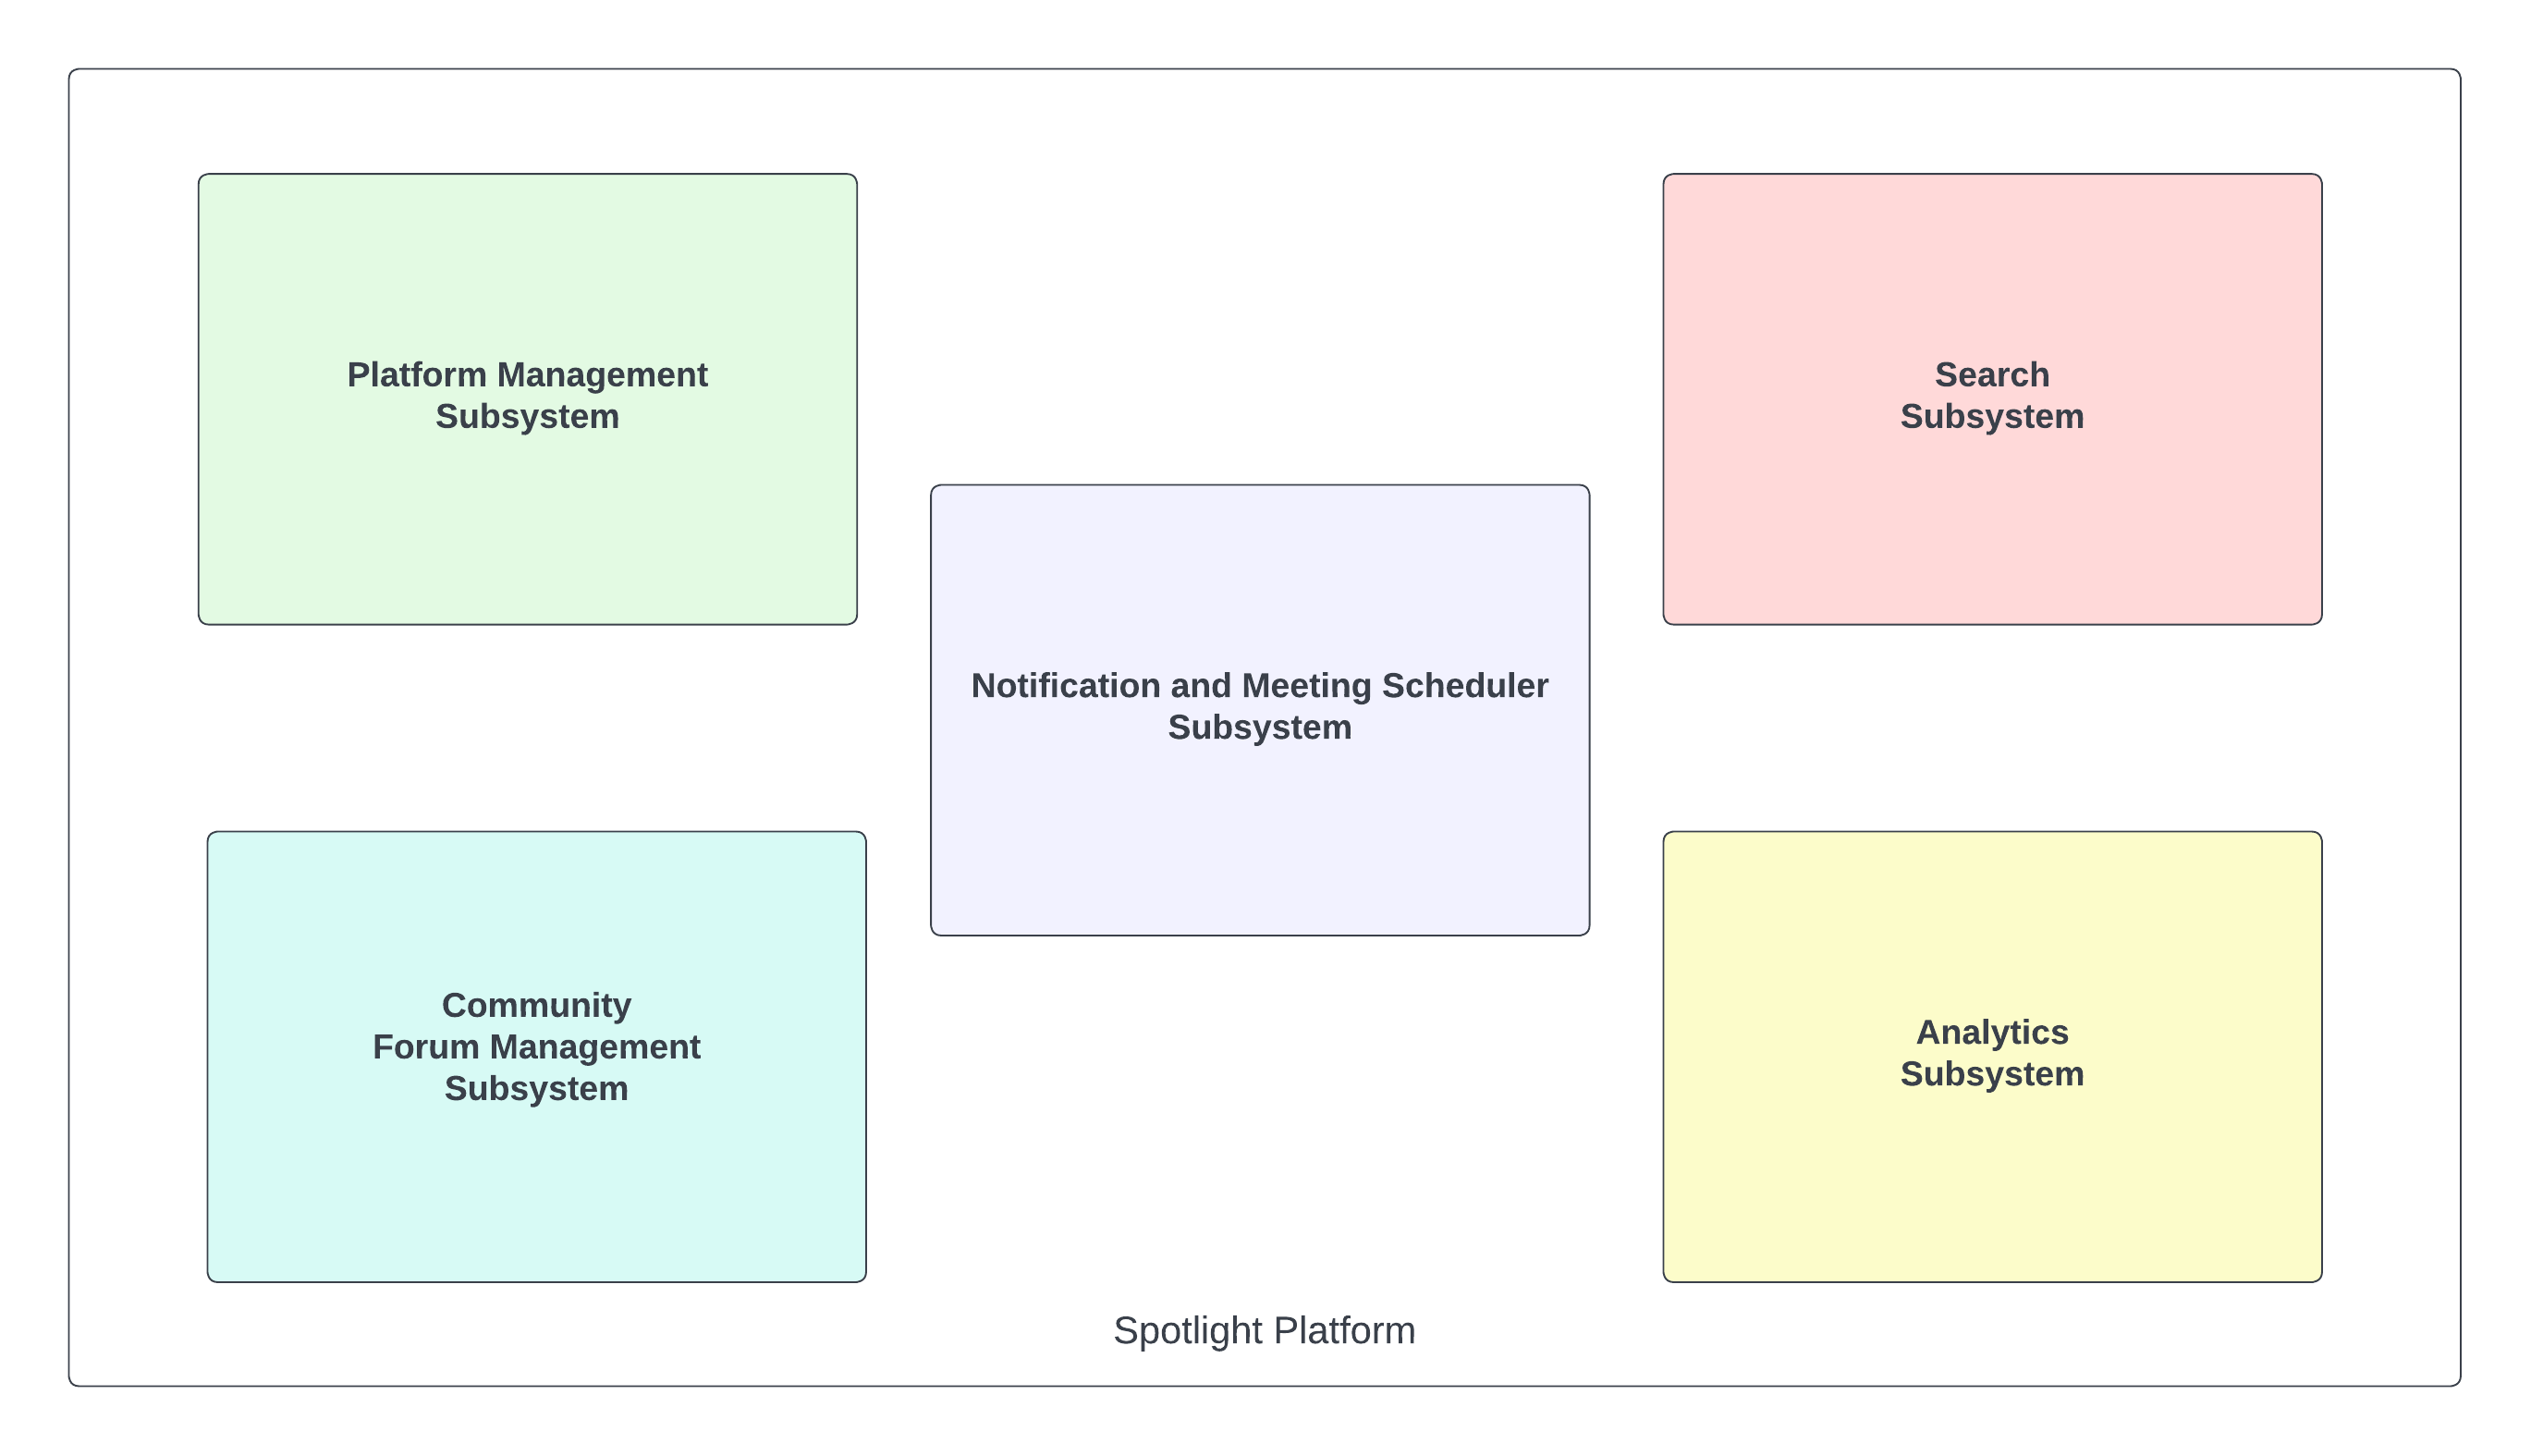 Platform Management
Subsystem
Search
Subsystem
Notification and Meeting Scheduler
Subsystem
Community
Forum Management
Subsystem
Analytics
Subsystem
Spotlight Platform